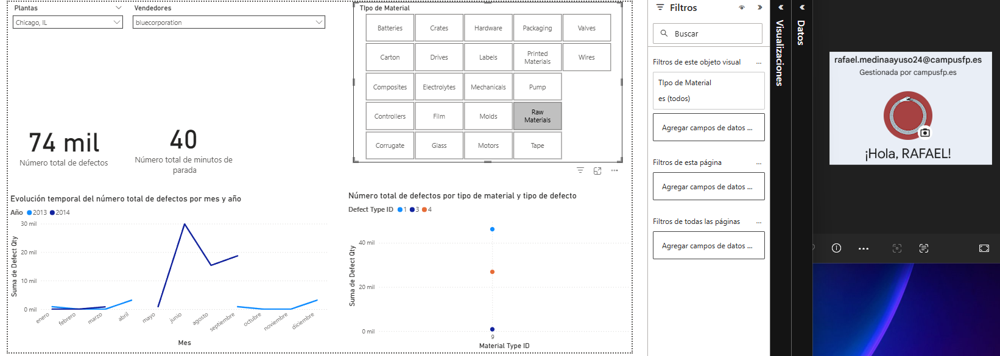 Plantas
Chicago, IL
Vendedores
bluecorporation
TIpo de Material
Batteries
Crates
Hardware
Packaging
Valves
Carton
Drives
Labels
Printed
Materials
Wires
Composites
Electrolytes
Mechanicals
Pump
Controllers
Film
Molds
Raw
Materials
Corrugate
Glass
Motors
Tape
74 mil
Número total de defectos
40
Número total de minutos de
parada
Evolución temporal del número total de defectos por mes y año
Año 2013 2014
Suma de Defect Qty
30 mil
20 mil
10 mil
0 mil
enero
febrero
marzo
abril
mayo
junio
agosto
septiembre
octubre
noviembre
diciembre
Mes
Número total de defectos por tipo de material y tipo de defecto
Defect Type ID 1 3 4
Suma de Defect Qty
40 mil
20 mil
0 mil
9
Material Type ID
Filtros
Buscar
Filtros de este objeto visual ...
TIpo de Material
es (todos)
Agregar campos de datos ...
Filtros de esta página ...
Agregar campos de datos ...
Filtros de todas las páginas ...
Agregar campos de datos ...
Visualizaciones
Datos
rafael.medinaayuso24@campusfp.es
Gestionada por campusfp.es
¡Hola, RAFAEL!